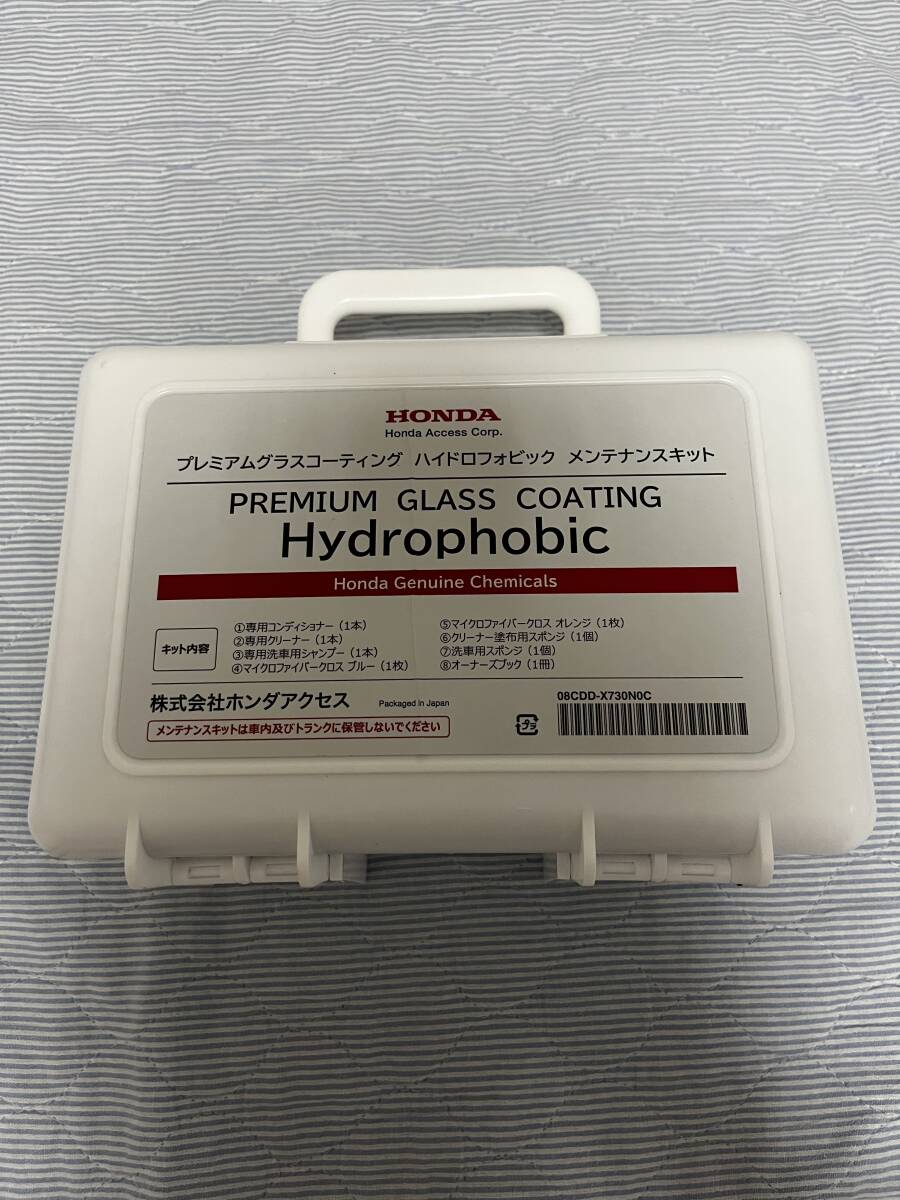 HONDA
Honda Access Corp.
プレミアムグラスコーティング ハイドロフォビック メンテナンスキット
PREMIUM GLASS COATING
Hydrophobic
Honda Genuine Chemicals
キット内容
①専用コンディショナー（1本）
②専用クリーナー（1本）
③専用洗車用シャンプー（1本）
④マイクロファイバークロス ブルー（1枚）
⑤マイクロファイバークロス オレンジ（1枚）
⑥クリーナー塗布用スポンジ（1個）
⑦洗車用スポンジ（1個）
⑧オーナーズブック（1冊）
株式会社ホンダアクセス
Packaged in Japan
メンテナンスキットは車内及びトランクに保管しないでください
プラ
08CDD-X730N0C